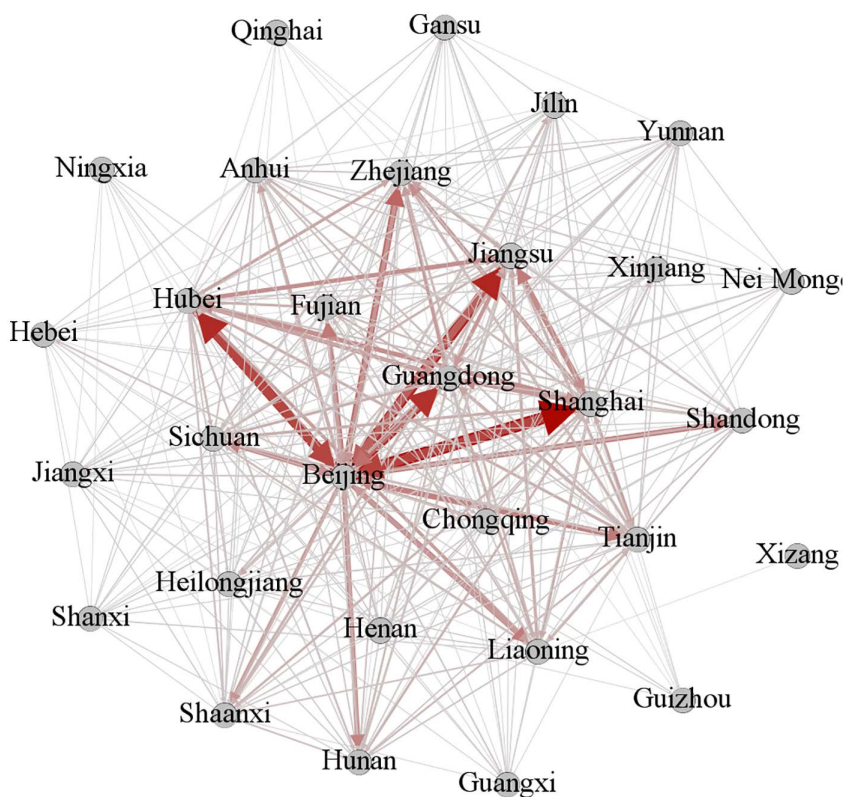 Qinghai
Gansu
Jilin
Yunnan
Ningxia
Anhui
Zhejiang
Jiangsu
Xinjiang
Nei Mong
Hubei
Fujian
Hebei
Guangdong
Shanghai
Shandong
Sichuan
Jiangxi
Beijing
Chongqing
Tianjin
Xizang
Heilongjiang
Shanxi
Henan
Liaoning
Guizhou
Shaanxi
Hunan
Guangxi